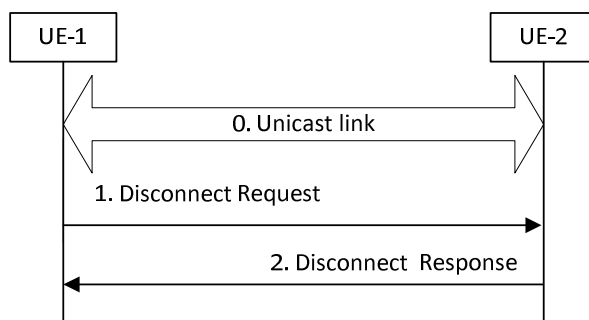 UE-1
UE-2
0. Unicast link
1. Disconnect Request
2. Disconnect Response